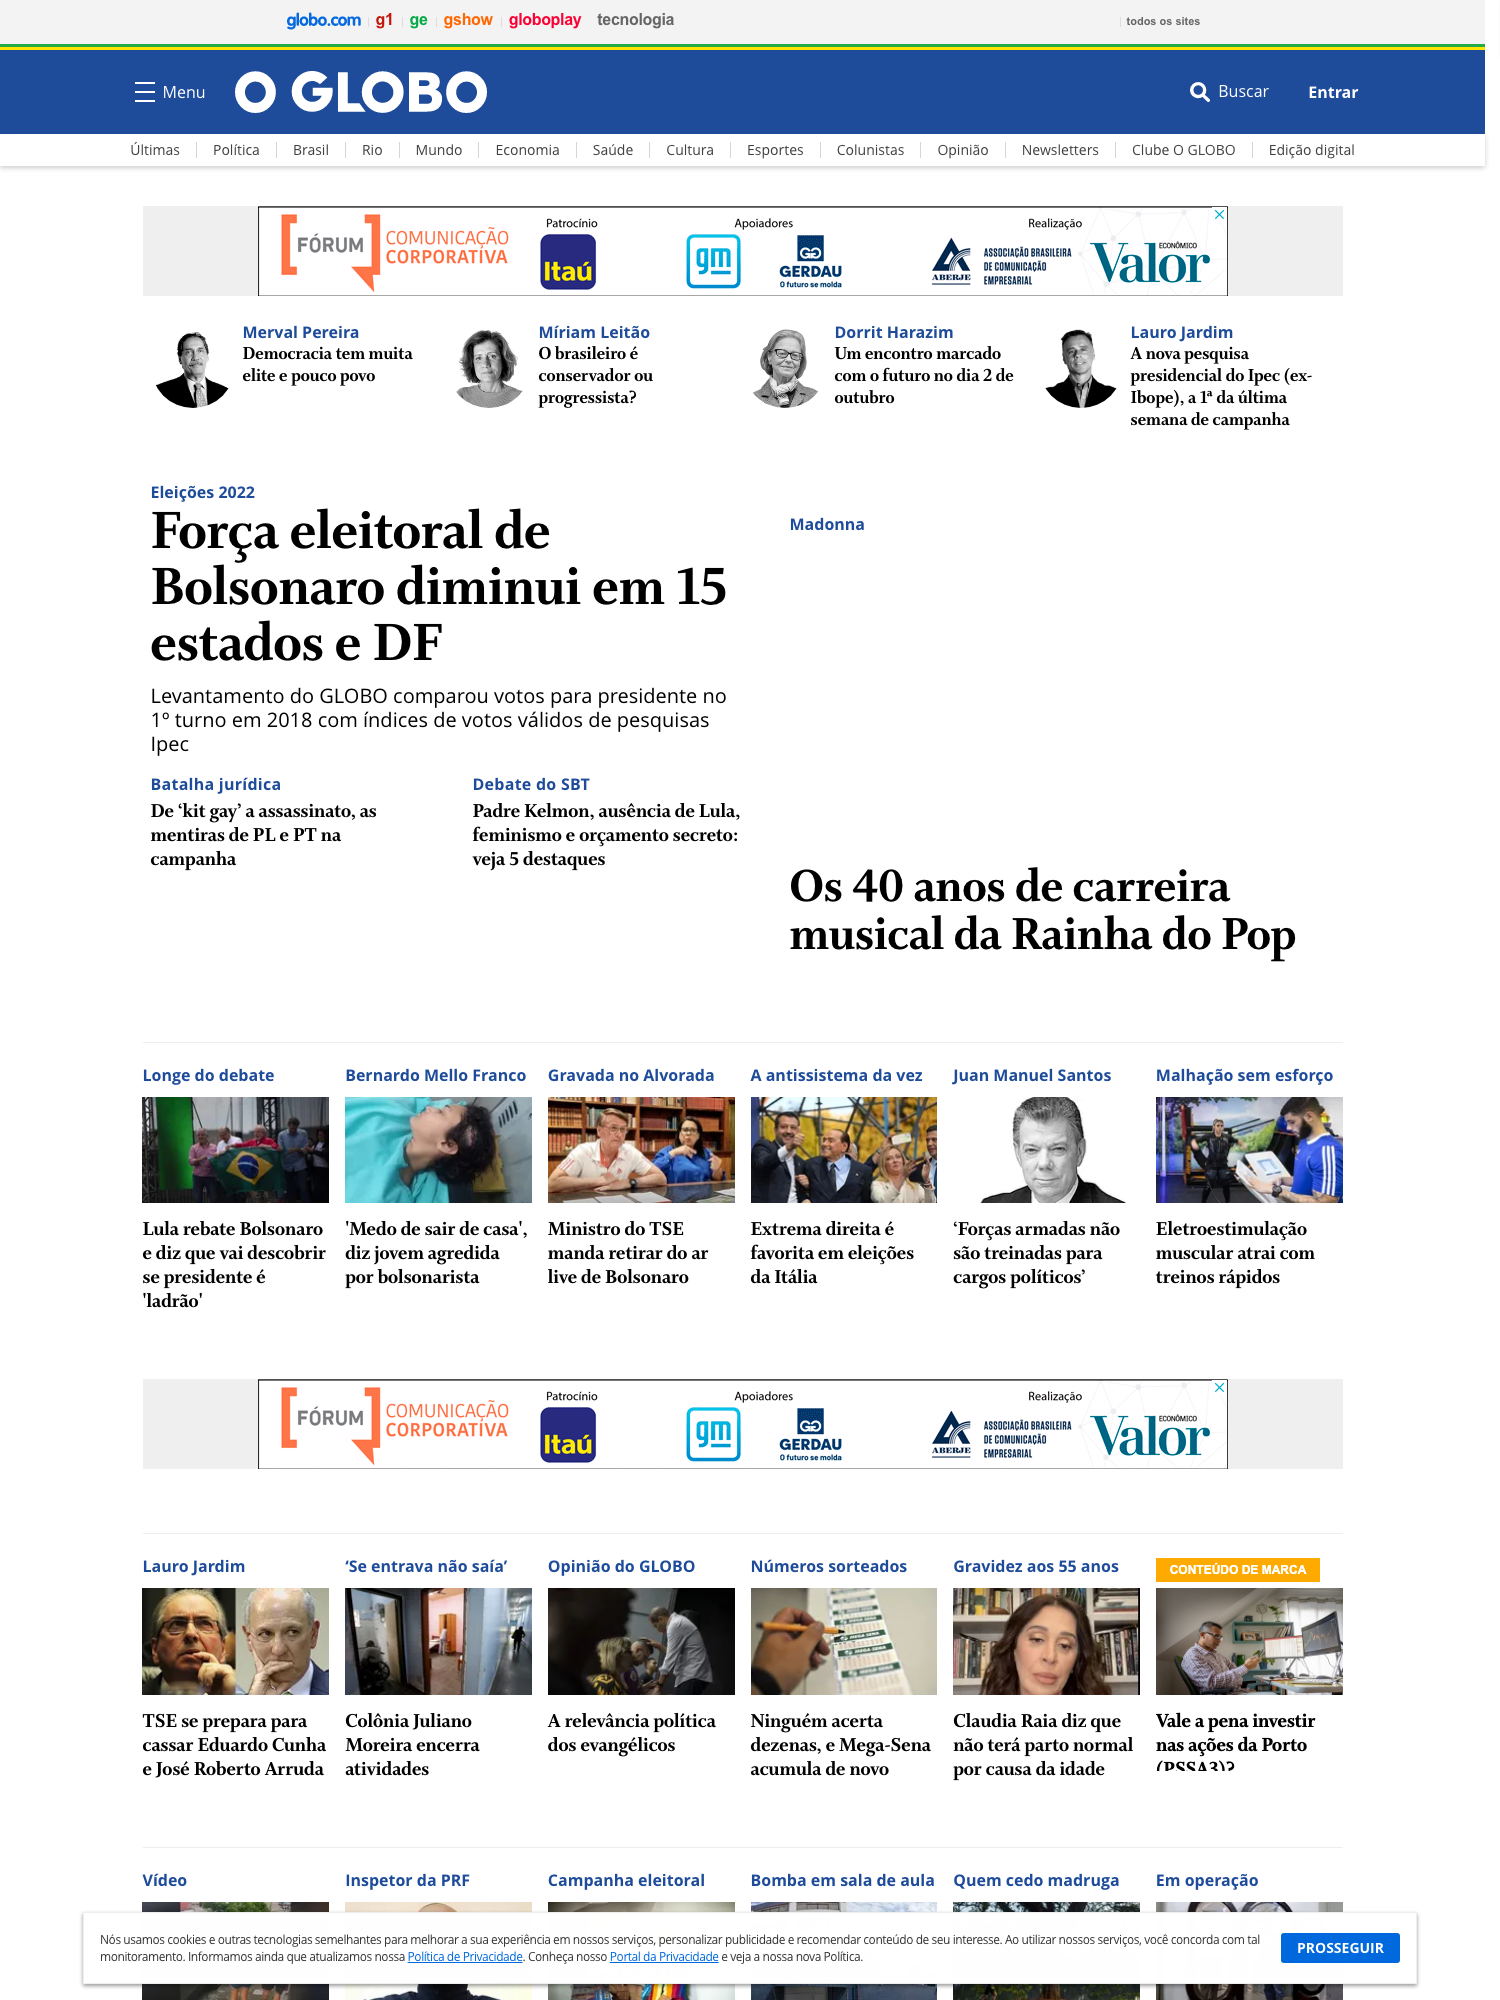 globo.com g1 ge gshow globoplay tecnologia todos os sites
Menu O GLOBO Buscar Entrar
Últimas Política Brasil Rio Mundo Economia Saúde Cultura Esportes Colunistas Opinião Newsletters Clube O GLOBO Edição digital
FÓRUM COMUNICAÇÃO
CORPORATIVA
Patrocínio
Itaú
Apoiadores
gm
GERDAU
O futuro se molda
Realização
ABERJE
ASSOCIAÇÃO BRASILEIRA
DE COMUNICAÇÃO
EMPRESARIAL
Valor
ECONÔMICO
Merval Pereira
Democracia tem muita
elite e pouco povo
Míriam Leitão
O brasileiro é
conservador ou
progressista?
Dorrit Harazim
Um encontro marcado
com o futuro no dia 2 de
outubro
Lauro Jardim
A nova pesquisa
presidencial do Ipec (ex-
Ibope), a 1ª da última
semana de campanha
Eleições 2022
Força eleitoral de
Bolsonaro diminui em 15
estados e DF
Levantamento do GLOBO comparou votos para presidente no
1º turno em 2018 com índices de votos válidos de pesquisas
Ipec
Batalha jurídica
De ‘kit gay’ a assassinato, as
mentiras de PL e PT na
campanha
Debate do SBT
Padre Kelmon, ausência de Lula,
feminismo e orçamento secreto:
veja 5 destaques
Madonna
Os 40 anos de carreira
musical da Rainha do Pop
Longe do debate
Lula rebate Bolsonaro
e diz que vai descobrir
se presidente é
'ladrão'
Bernardo Mello Franco
'Medo de sair de casa',
diz jovem agredida
por bolsonarista
Gravada no Alvorada
Ministro do TSE
manda retirar do ar
live de Bolsonaro
A antissistema da vez
Extrema direita é
favorita em eleições
da Itália
Juan Manuel Santos
‘Forças armadas não
são treinadas para
cargos políticos’
Malhação sem esforço
Eletroestimulação
muscular atrai com
treinos rápidos
FÓRUM COMUNICAÇÃO
CORPORATIVA
Patrocínio
Itaú
Apoiadores
gm
GERDAU
O futuro se molda
Realização
ABERJE
ASSOCIAÇÃO BRASILEIRA
DE COMUNICAÇÃO
EMPRESARIAL
Valor
ECONÔMICO
Lauro Jardim
TSE se prepara para
cassar Eduardo Cunha
e José Roberto Arruda
‘Se entrava não saía’
Colônia Juliano
Moreira encerra
atividades
Opinião do GLOBO
A relevância política
dos evangélicos
Números sorteados
MEGA-SENA
Ninguém acerta
dezenas, e Mega-Sena
acumula de novo
Gravidez aos 55 anos
Claudia Raia diz que
não terá parto normal
por causa da idade
CONTEÚDO DE MARCA
Vale a pena investir
nas ações da Porto
(PSSA3)?
Vídeo
Inspetor da PRF
Campanha eleitoral
Bomba em sala de aula
Quem cedo madruga
Em operação
Nós usamos cookies e outras tecnologias semelhantes para melhorar a sua experiência em nossos serviços, personalizar publicidade e recomendar conteúdo de seu interesse. Ao utilizar nossos serviços, você concorda com tal
monitoramento. Informamos ainda que atualizamos nossa Política de Privacidade. Conheça nosso Portal da Privacidade e veja a nossa nova Política.
PROSSEGUIR